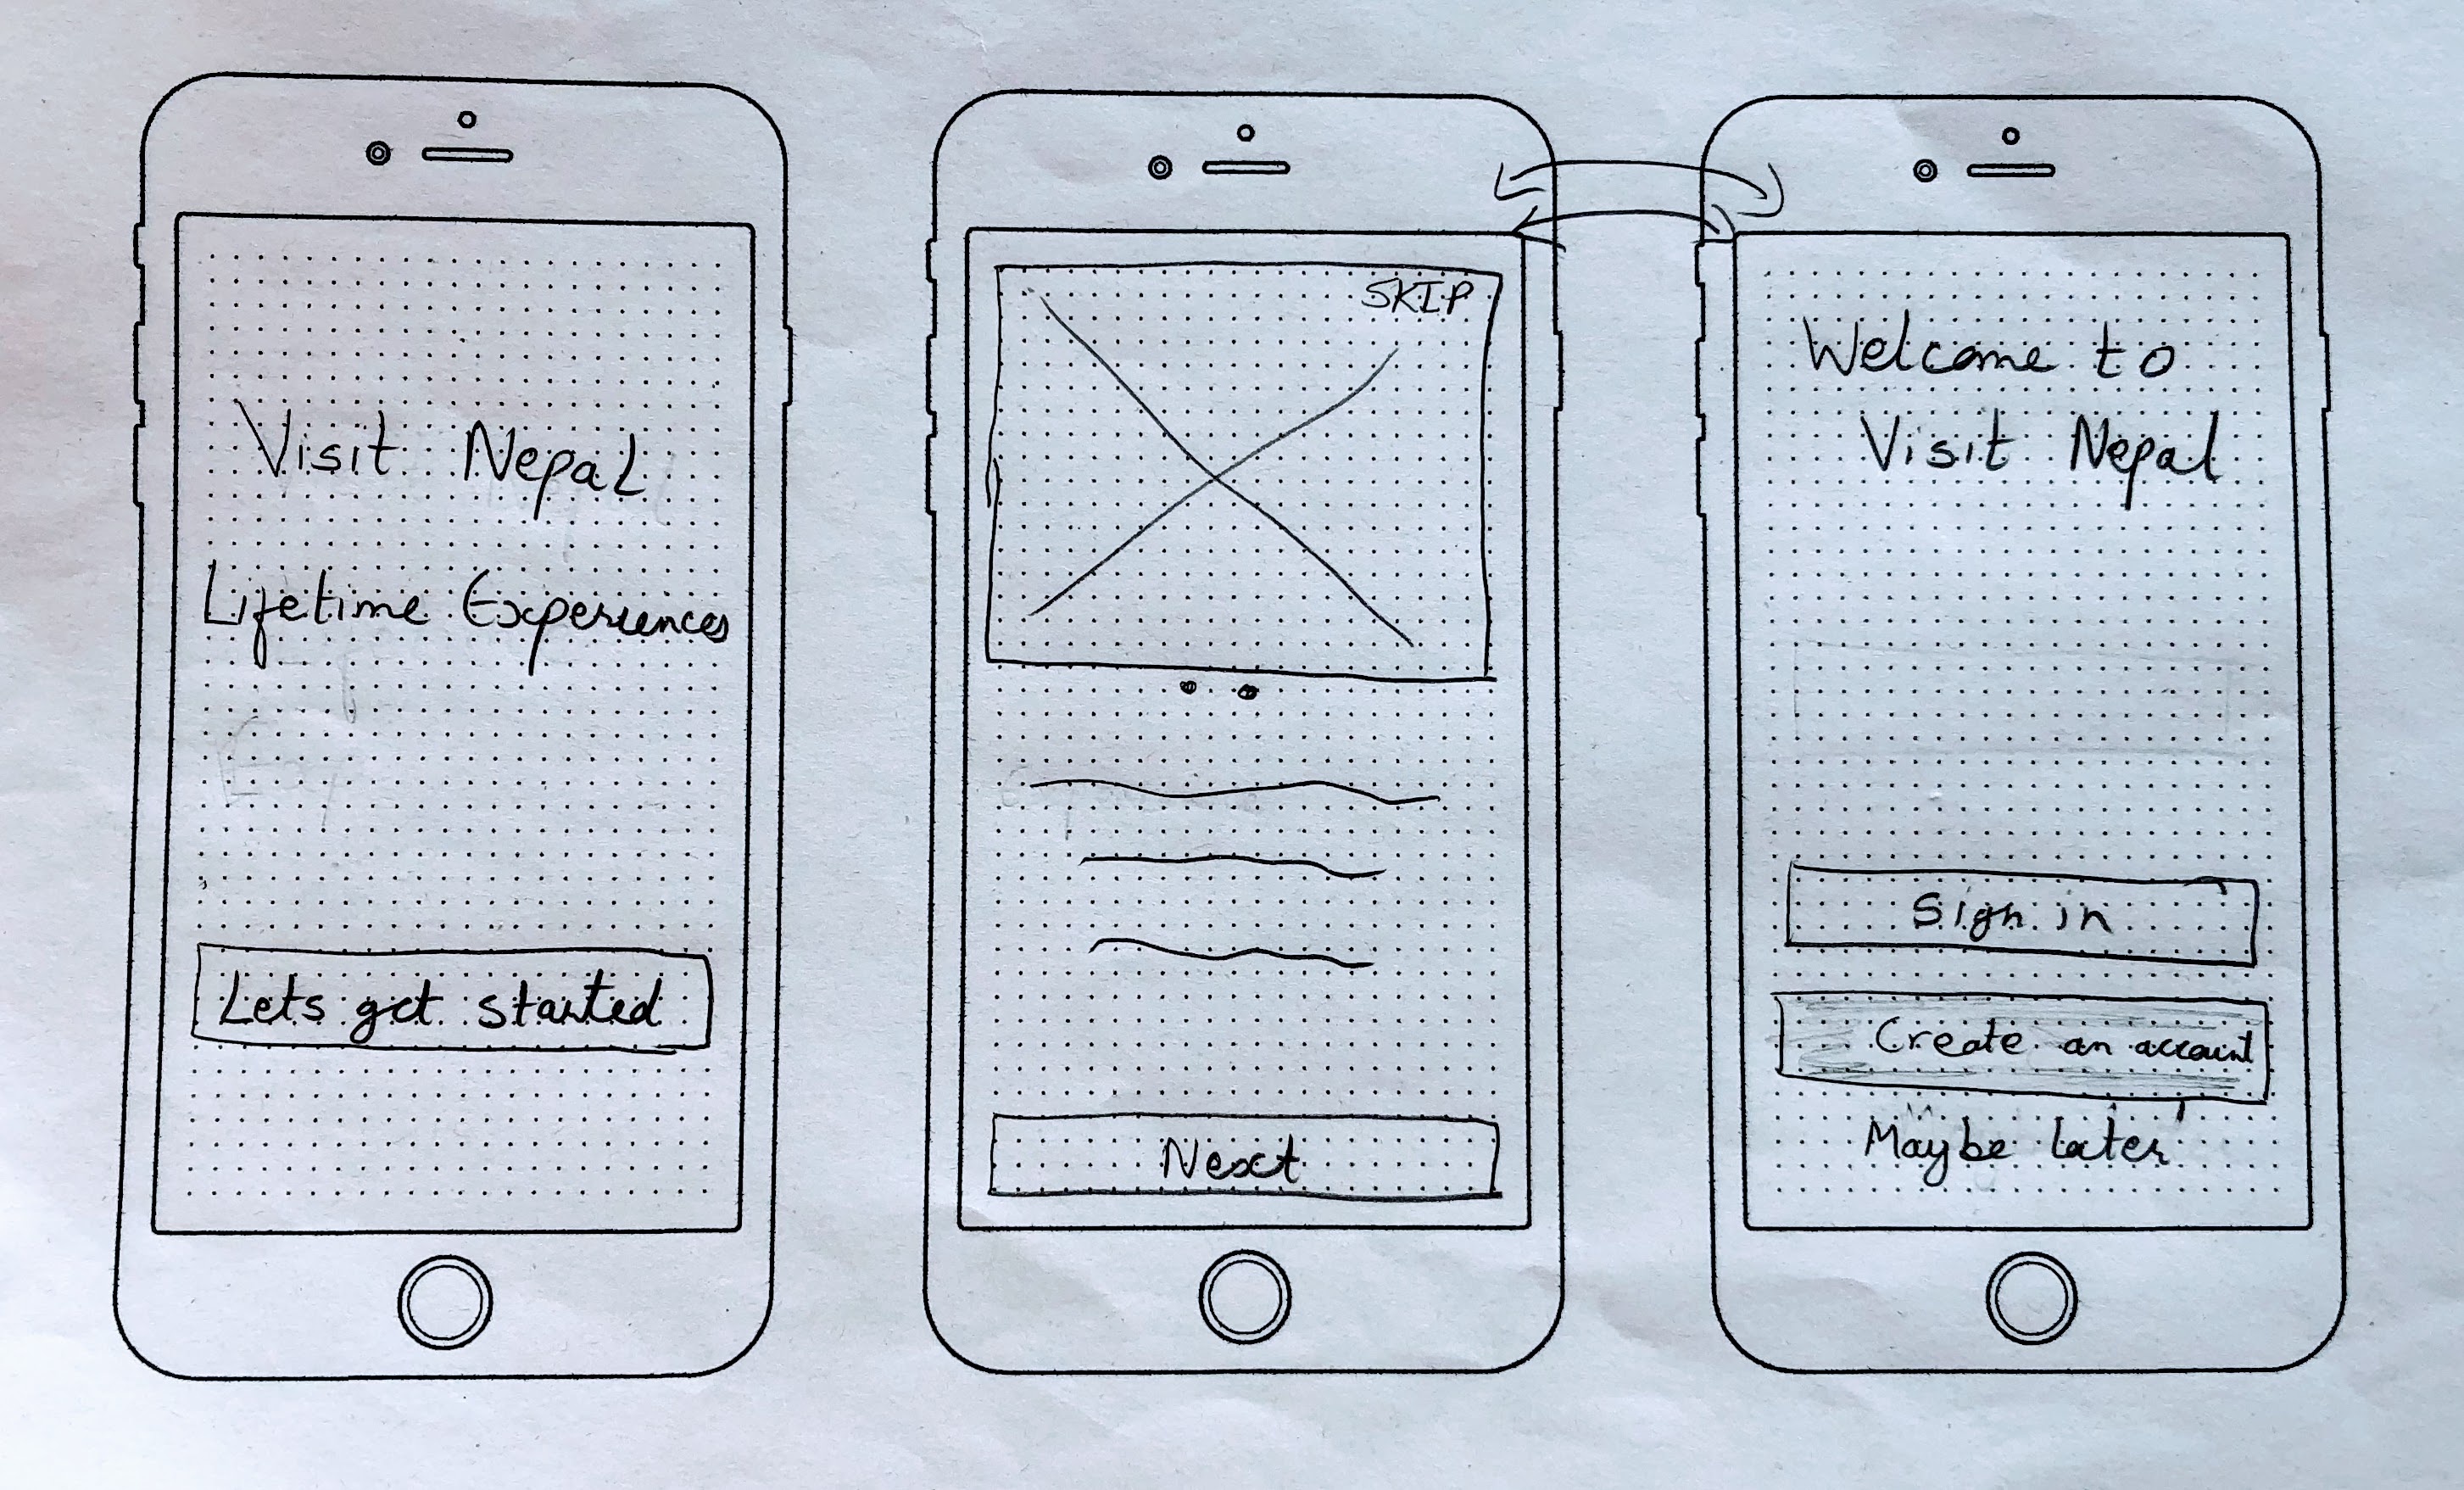 Visit Nepal
Lifetime Experiences
Lets get started
SKIP
Next
Welcome to
Visit Nepal
Sign in
Create an account
Maybe later